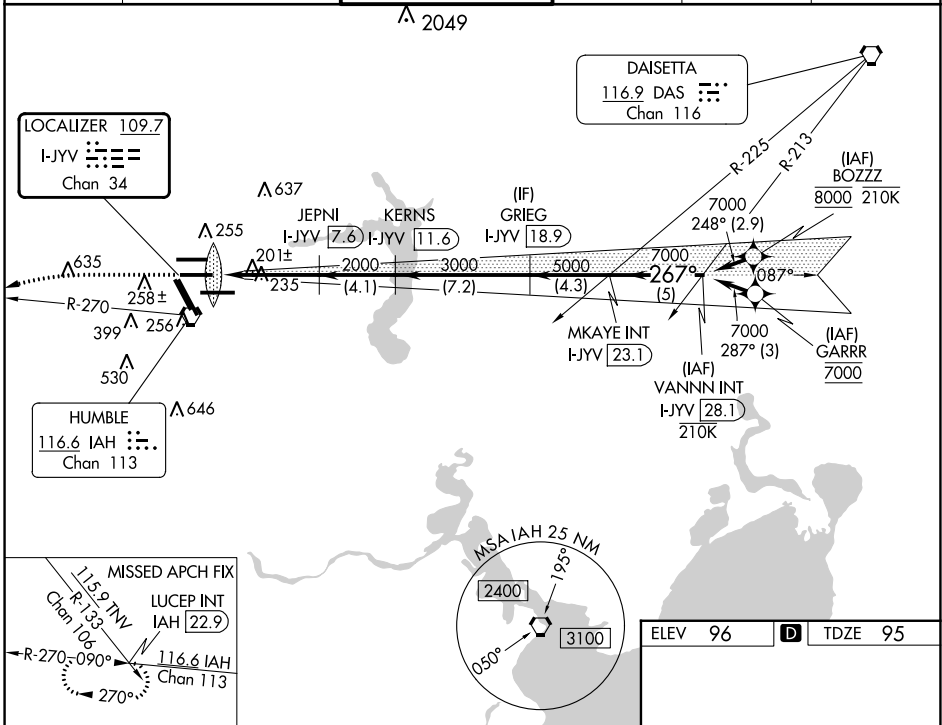 2049
DAISETTA
116.9 DAS
Chan 116
LOCALIZER 109.7
I-JYV
Chan 34
R-225
R-213
(IAF)
BOZZZ
8000 210K
637
7000
248° (2.9)
JEPNI
I-JYV 7.6
KERNS
I-JYV 11.6
(IF)
GRIEG
I-JYV 18.9
255
201±
235
2000
(4.1)
3000
(7.2)
5000
(4.3)
7000
267°
(5)
087°
635
258±
R-270
399
256
530
646
MKAYE INT
I-JYV 23.1
7000
287° (3)
(IAF)
GARRR
7000
(IAF)
VANNN INT
I-JYV 28.1
210K
HUMBLE
116.6 IAH
Chan 113
MISSED APCH FIX
115.9 TNV
R-133
Chan 106
LUCEP INT
IAH 22.9
R-270
090°
116.6 IAH
Chan 113
270°
MSA IAH 25 NM
195°
2400
3100
050°
ELEV 96 D TDZE 95